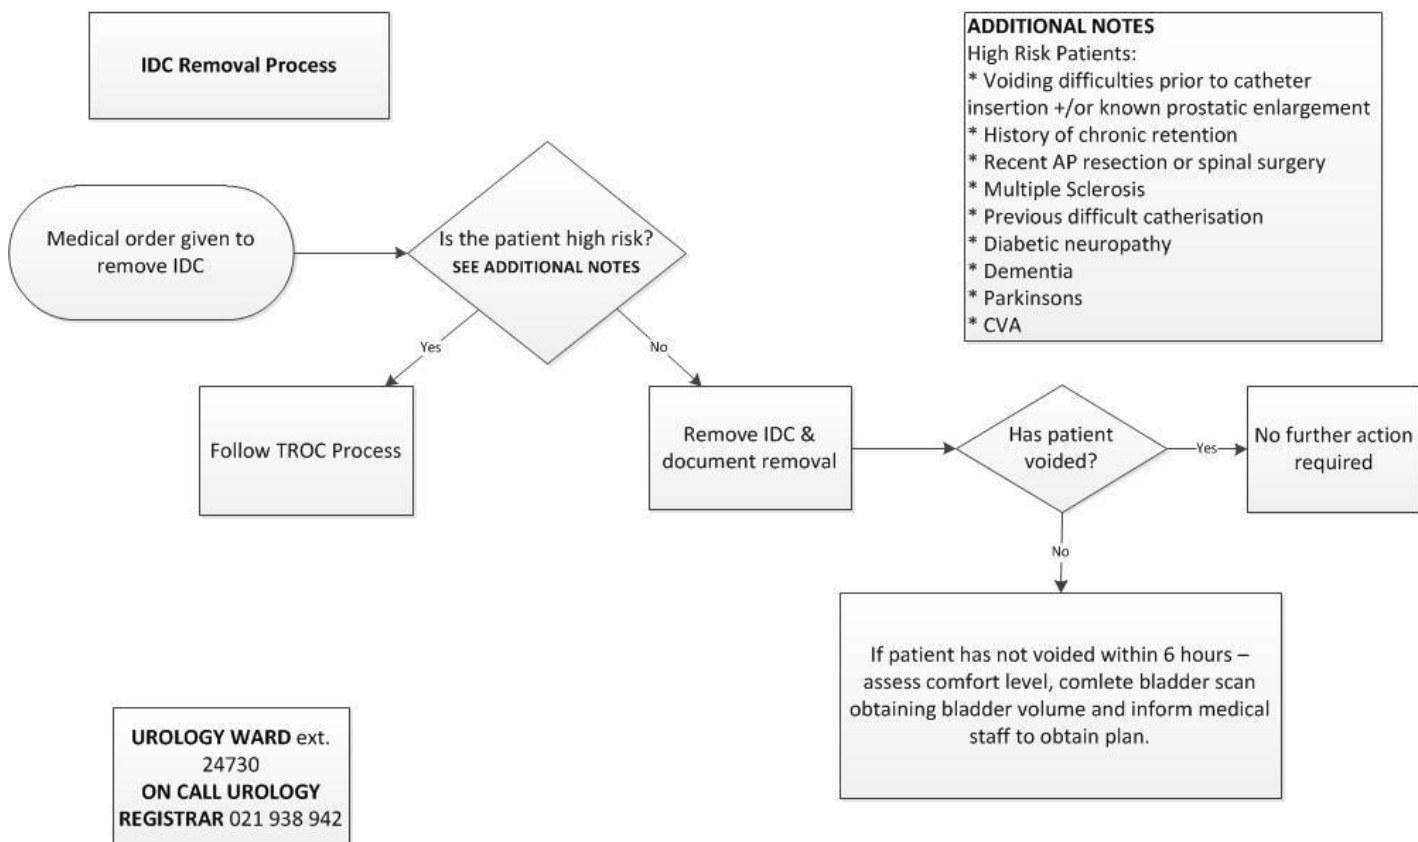 IDC Removal Process
ADDITIONAL NOTES
High Risk Patients:
* Voiding difficulties prior to catheter
insertion +/or known prostatic enlargement
* History of chronic retention
* Recent AP resection or spinal surgery
* Multiple Sclerosis
* Previous difficult catherisation
* Diabetic neuropathy
* Dementia
* Parkinsons
* CVA
Medical order given to
remove IDC
Is the patient high risk?
SEE ADDITIONAL NOTES
Yes
No
Follow TROC Process
Remove IDC &
document removal
Has patient
voided?
Yes
No further action
required
No
If patient has not voided within 6 hours –
assess comfort level, comlete bladder scan
obtaining bladder volume and inform medical
staff to obtain plan.
UROLOGY WARD ext.
24730
ON CALL UROLOGY
REGISTRAR 021 938 942